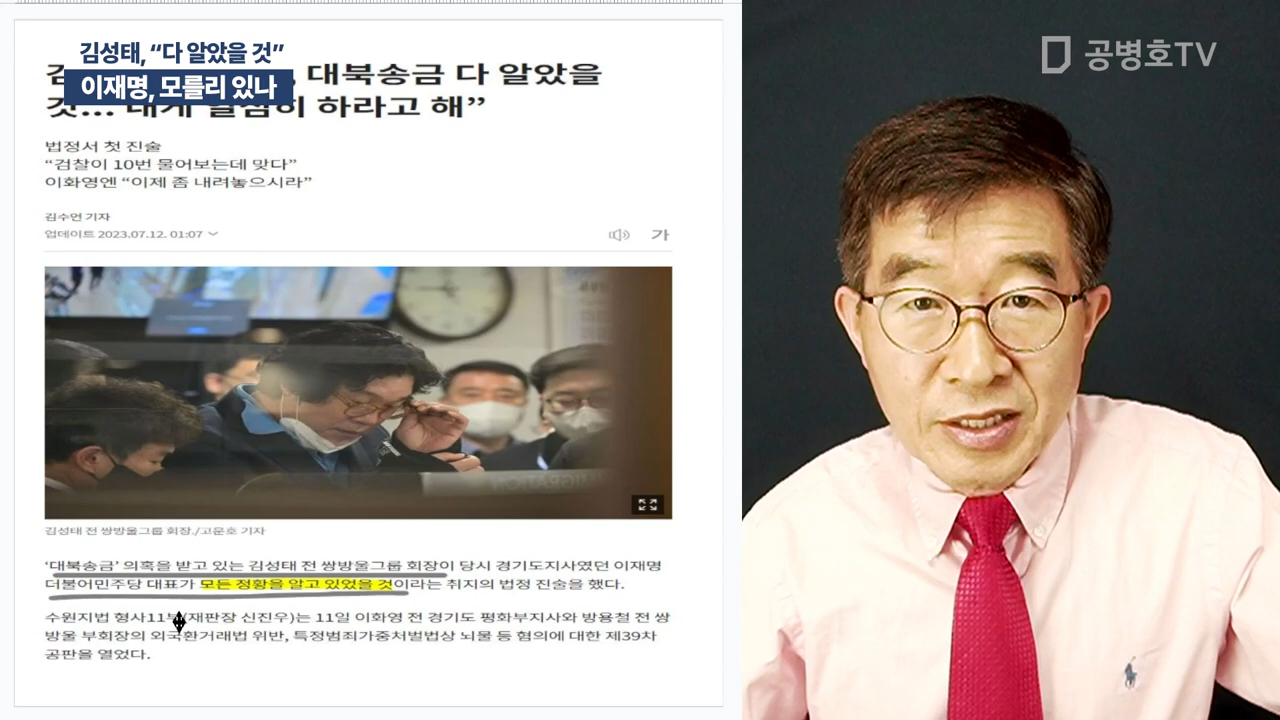 김성태, “다 알았을 것”
이재명, 모를리 있나
대북송금 다 알았을
것… 하라고 해”
법정서 첫 진술
“검찰이 10번 물어보는데 맞다”
이화영엔 “이제 좀 내려놓으시라”
김수언 기자
업데이트 2023.07.12. 01:07
가
김성태 전 쌍방울그룹 회장./고운호 기자
‘대북송금’ 의혹을 받고 있는 김성태 전 쌍방울그룹 회장이 당시 경기도지사였던 이재명
더불어민주당 대표가 모든 정황을 알고 있었을 것이라는 취지의 법정 진술을 했다.
수원지법 형사11부(재판장 신진우)는 11일 이화영 전 경기도 평화부지사와 방용철 전 쌍
방울 부회장의 외국환거래법 위반, 특정범죄가중처벌법상 뇌물 등 혐의에 대한 제39차
공판을 열었다.
공병호TV